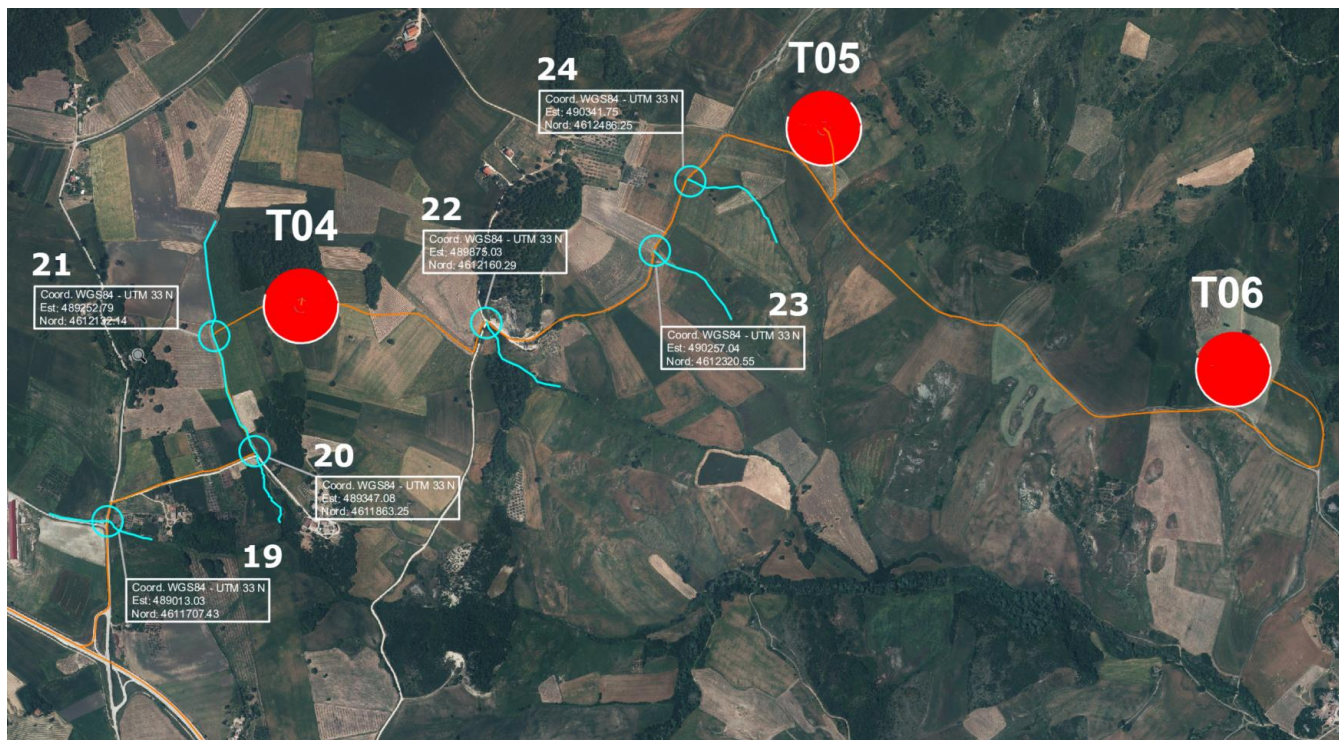 T05
24
Coord. WGS84 - UTM 33 N
Est: 490341.75
Nord: 4612486.25
T04
22
Coord. WGS84 - UTM 33 N
Est: 489875.03
Nord: 4612160.29
21
Coord. WGS84 - UTM 33 N
Est: 489252.79
Nord: 4612132.14
T06
23
Coord. WGS84 - UTM 33 N
Est: 490257.04
Nord: 4612320.55
20
Coord. WGS84 - UTM 33 N
Est: 489347.08
Nord: 4611863.25
19
Coord. WGS84 - UTM 33 N
Est: 489013.03
Nord: 4611707.43